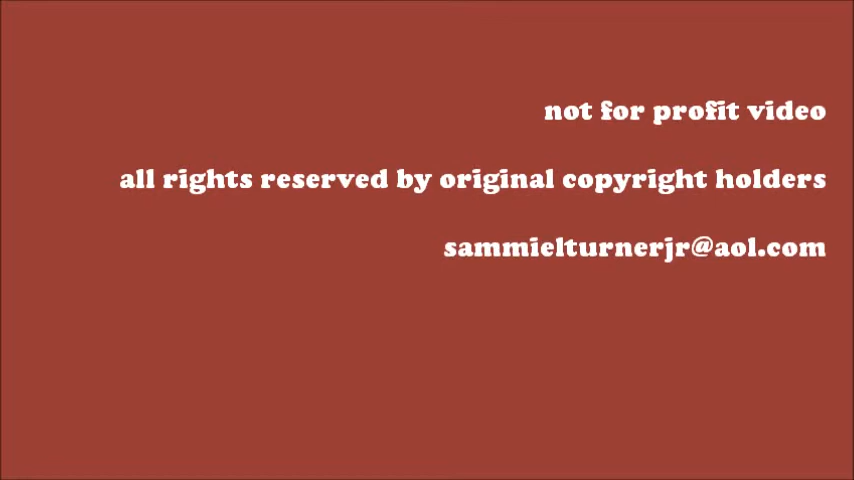 not for profit video
all rights reserved by original copyright holders
sammielturnerjr@aol.com